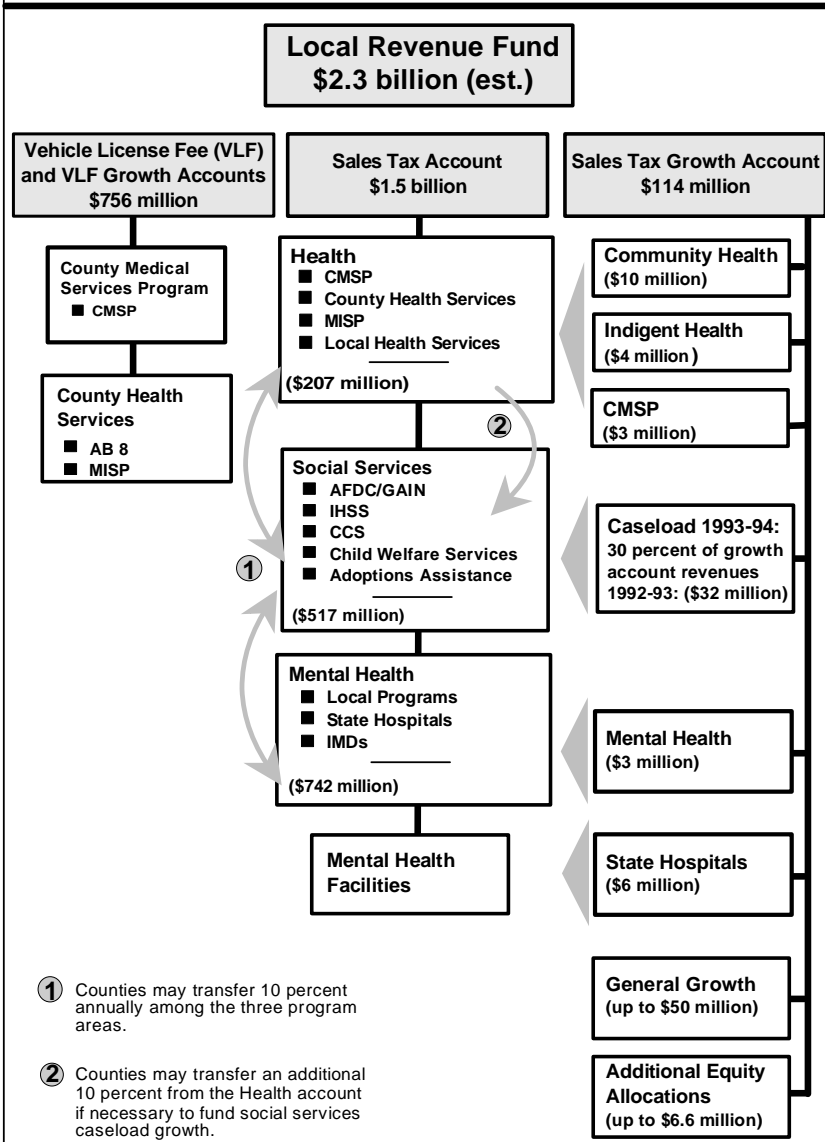 Local Revenue Fund
$2.3 billion (est.)
Vehicle License Fee (VLF)
and VLF Growth Accounts
$756 million
County Medical
Services Program
■ CMSP
County Health
Services
■ AB 8
■ MISP
Sales Tax Account
$1.5 billion
Health
■ CMSP
■ County Health Services
■ MISP
■ Local Health Services
($207 million)
2
Social Services
■ AFDC/GAIN
■ IHSS
■ CCS
■ Child Welfare Services
■ Adoptions Assistance
($517 million)
1
Mental Health
■ Local Programs
■ State Hospitals
■ IMDs
($742 million)
Mental Health
Facilities
Sales Tax Growth Account
$114 million
Community Health
($10 million)
Indigent Health
($4 million )
CMSP
($3 million)
Caseload 1993-94:
30 percent of growth
account revenues
1992-93: ($32 million)
Mental Health
($3 million)
State Hospitals
($6 million)
General Growth
(up to $50 million)
Additional Equity
Allocations
(up to $6.6 million)
1 Counties may transfer 10 percent
annually among the three program
areas.
2 Counties may transfer an additional
10 percent from the Health account
if necessary to fund social services
caseload growth.